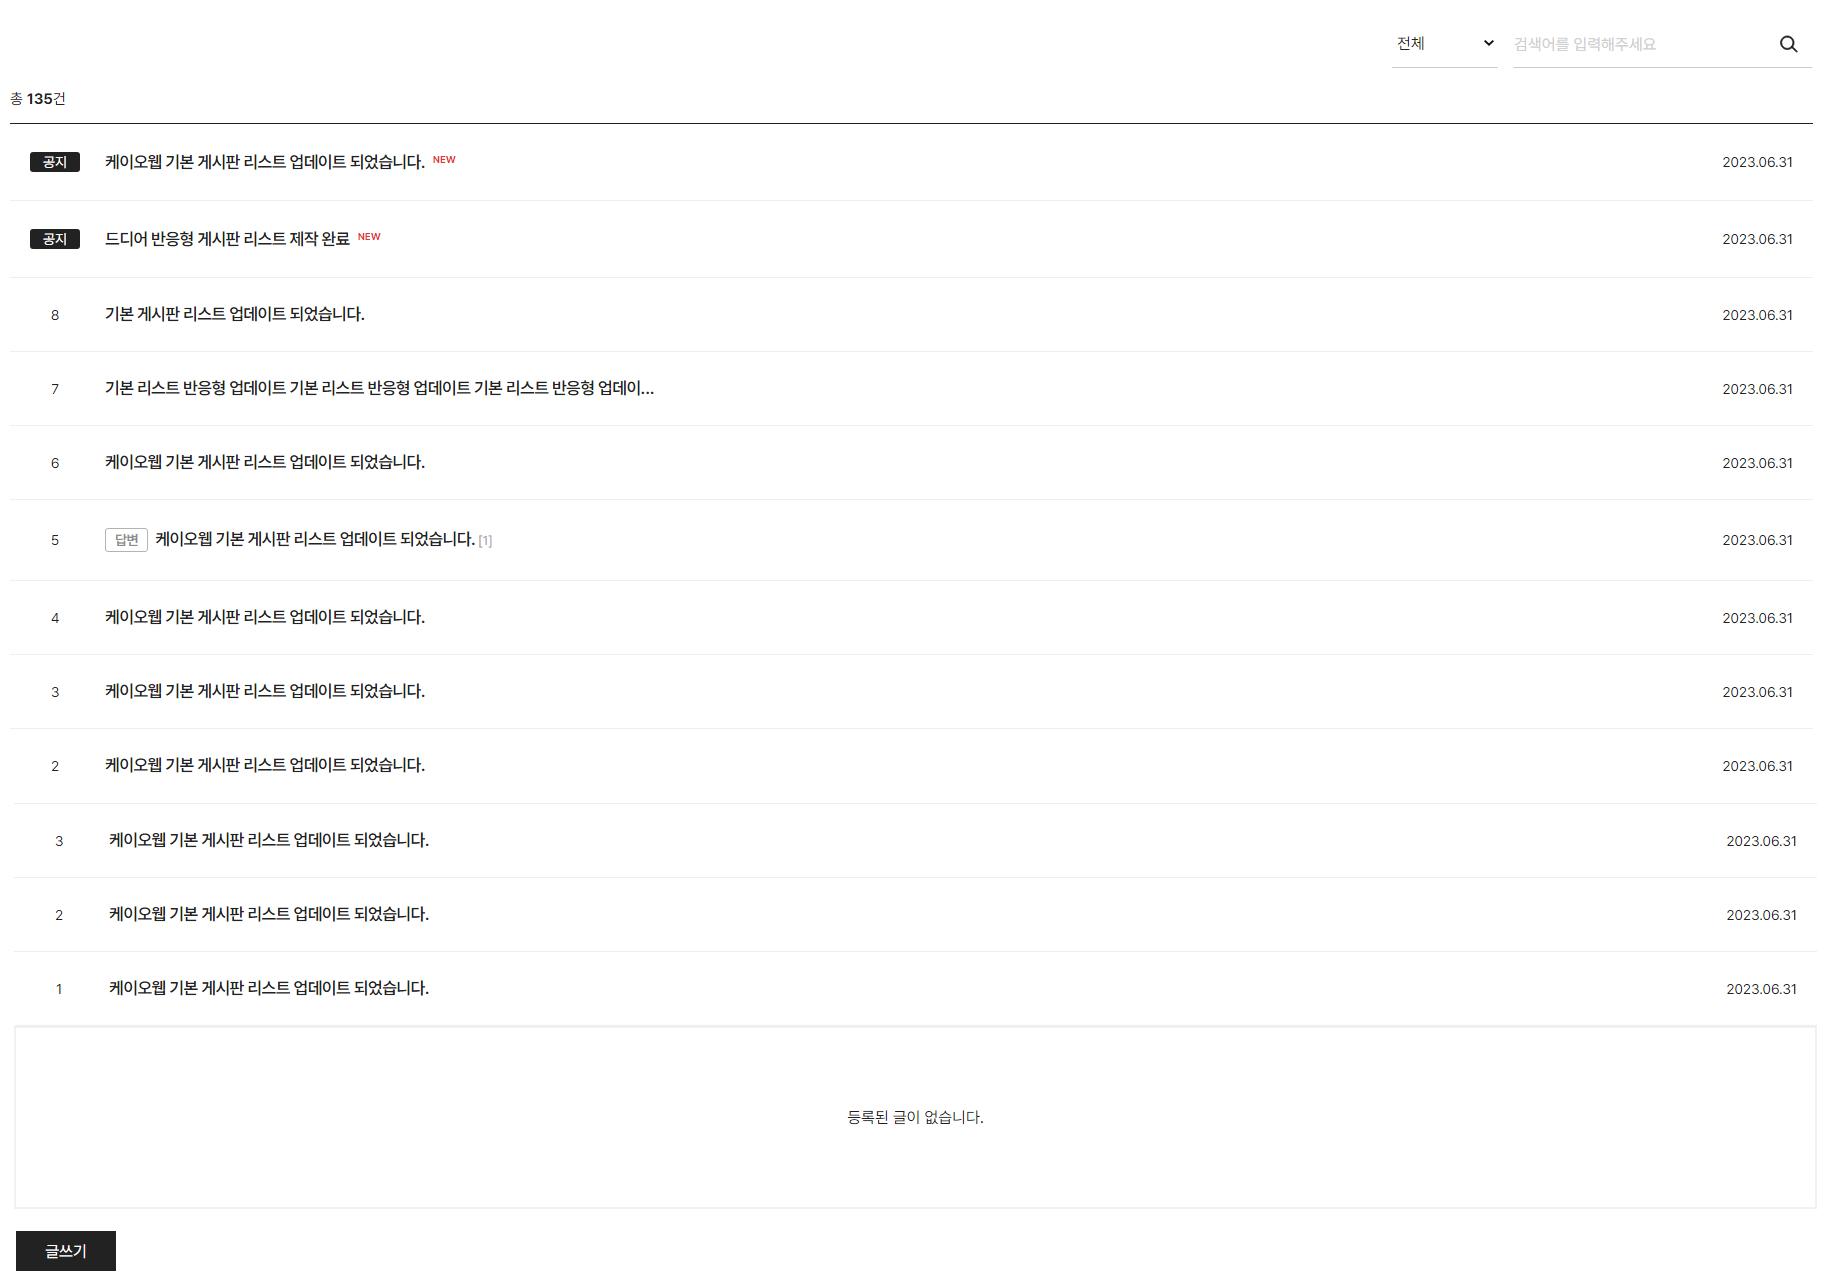 전체 검색어를 입력해주세요
총 135건
공지 케이오웹 기본 게시판 리스트 업데이트 되었습니다. NEW 2023.06.31
공지 드디어 반응형 게시판 리스트 제작 완료 NEW 2023.06.31
8 기본 게시판 리스트 업데이트 되었습니다. 2023.06.31
7 기본 리스트 반응형 업데이트 기본 리스트 반응형 업데이트 기본 리스트 반응형 업데이... 2023.06.31
6 케이오웹 기본 게시판 리스트 업데이트 되었습니다. 2023.06.31
5 답변 케이오웹 기본 게시판 리스트 업데이트 되었습니다. [1] 2023.06.31
4 케이오웹 기본 게시판 리스트 업데이트 되었습니다. 2023.06.31
3 케이오웹 기본 게시판 리스트 업데이트 되었습니다. 2023.06.31
2 케이오웹 기본 게시판 리스트 업데이트 되었습니다. 2023.06.31
3 케이오웹 기본 게시판 리스트 업데이트 되었습니다. 2023.06.31
2 케이오웹 기본 게시판 리스트 업데이트 되었습니다. 2023.06.31
1 케이오웹 기본 게시판 리스트 업데이트 되었습니다. 2023.06.31
등록된 글이 없습니다.
글쓰기